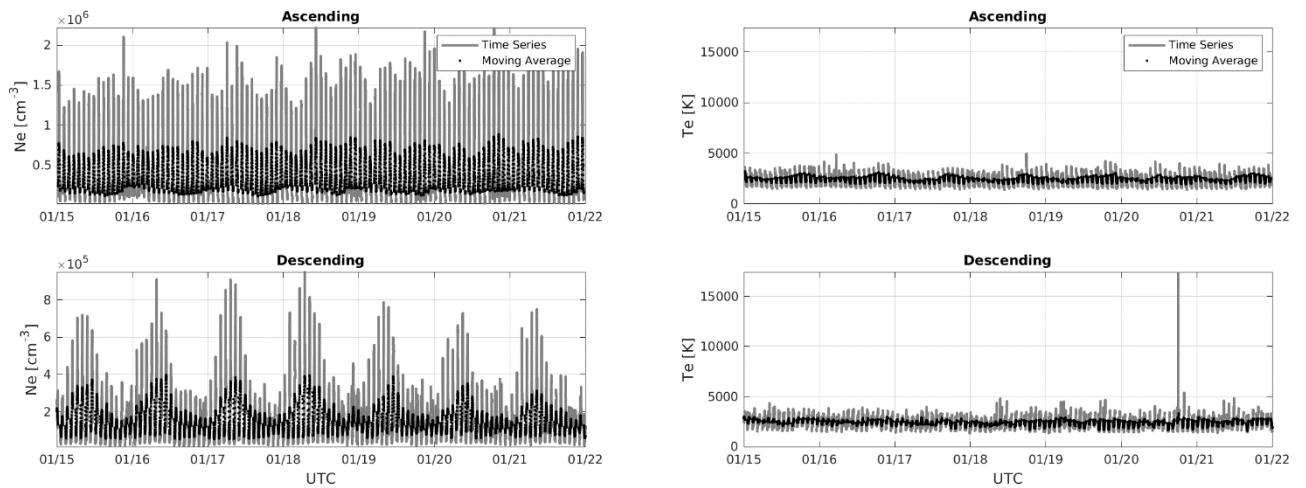 Ascending
×10⁶
Time Series
Moving Average
Ne [cm⁻³]
2
1.5
1
0.5
01/15 01/16 01/17 01/18 01/19 01/20 01/21 01/22
Ascending
Time Series
Moving Average
Te [K]
15000
10000
5000
0
01/15 01/16 01/17 01/18 01/19 01/20 01/21 01/22
Descending
×10⁵
Ne [cm⁻³]
8
6
4
2
01/15 01/16 01/17 01/18 01/19 01/20 01/21 01/22
UTC
Descending
Te [K]
15000
10000
5000
0
01/15 01/16 01/17 01/18 01/19 01/20 01/21 01/22
UTC